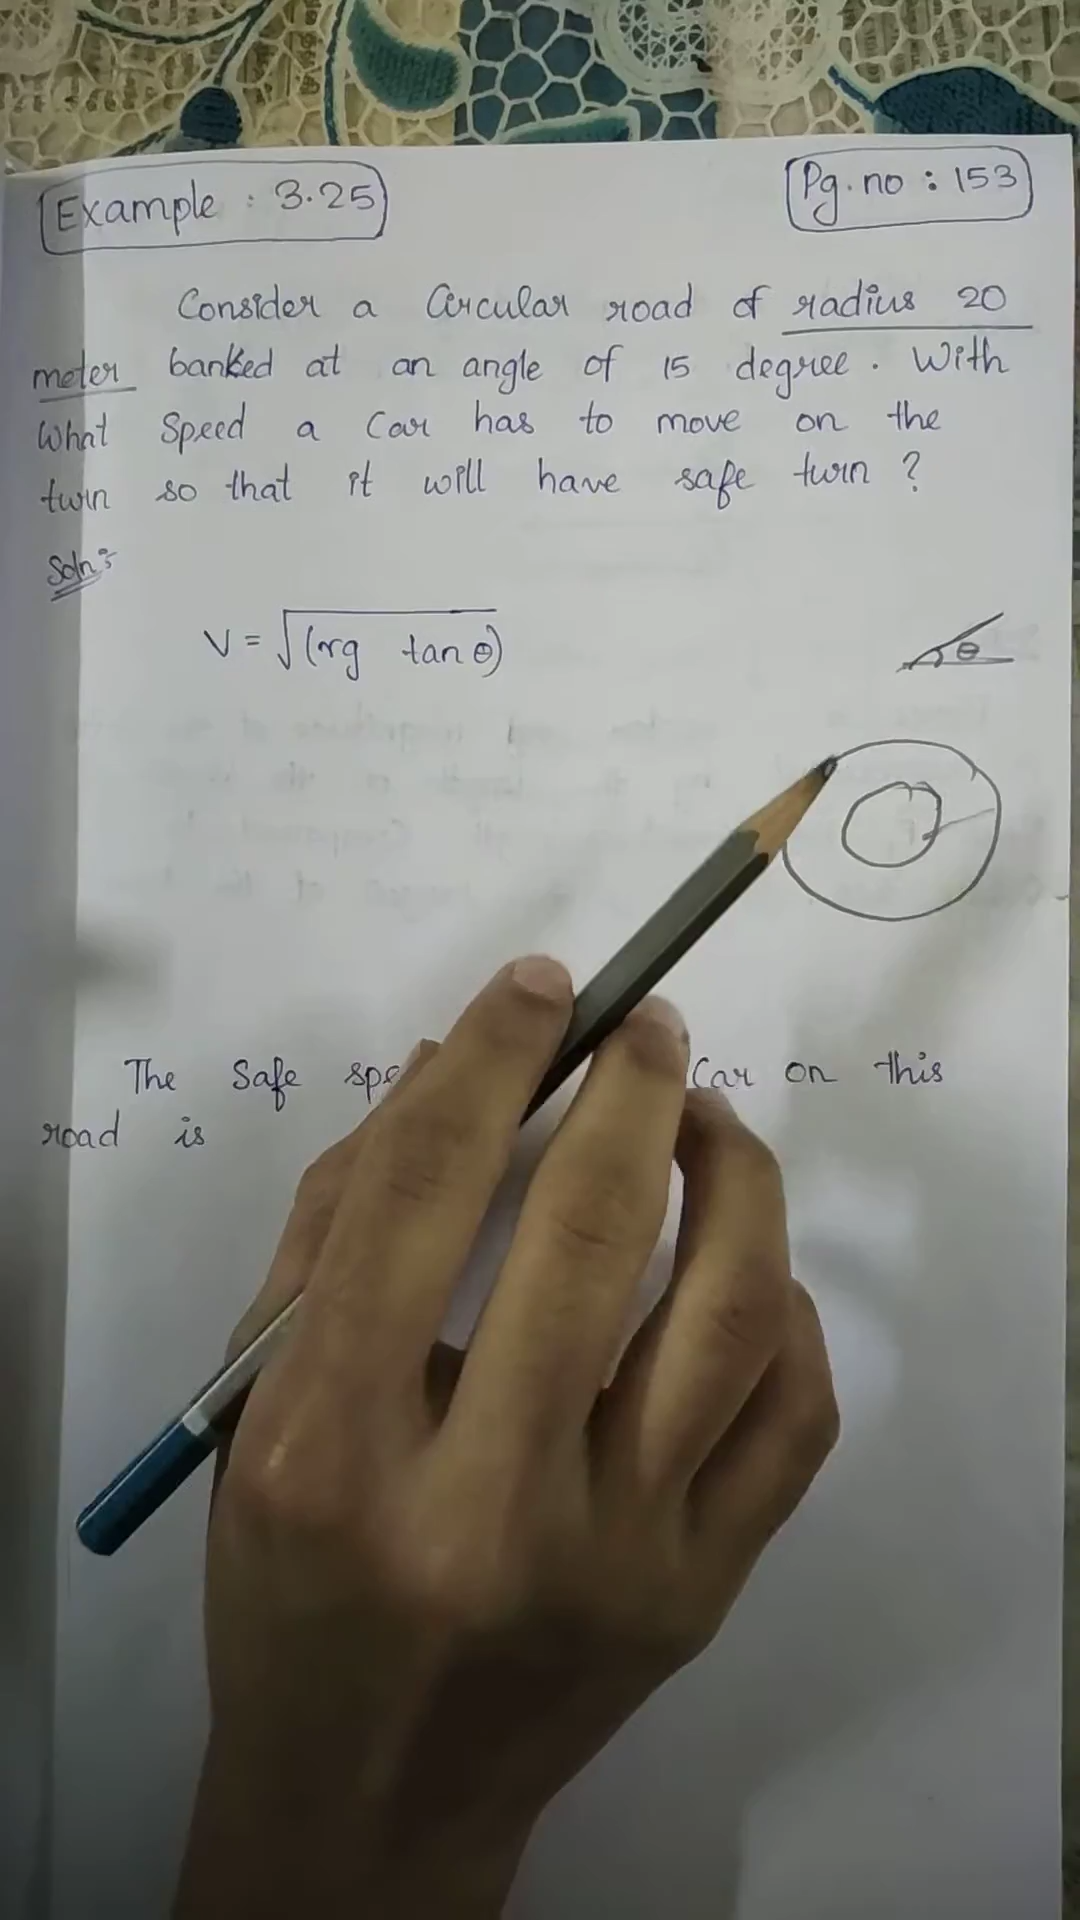 Example : 3.25
Pg.no : 153
Consider a Circular road of radius 20
meter banked at an angle of 15 degree. With
what speed a Car has to move on the
turn so that it will have safe turn ?
Soln:
V = √(rg tan θ)
θ
The Safe Car on this
road is